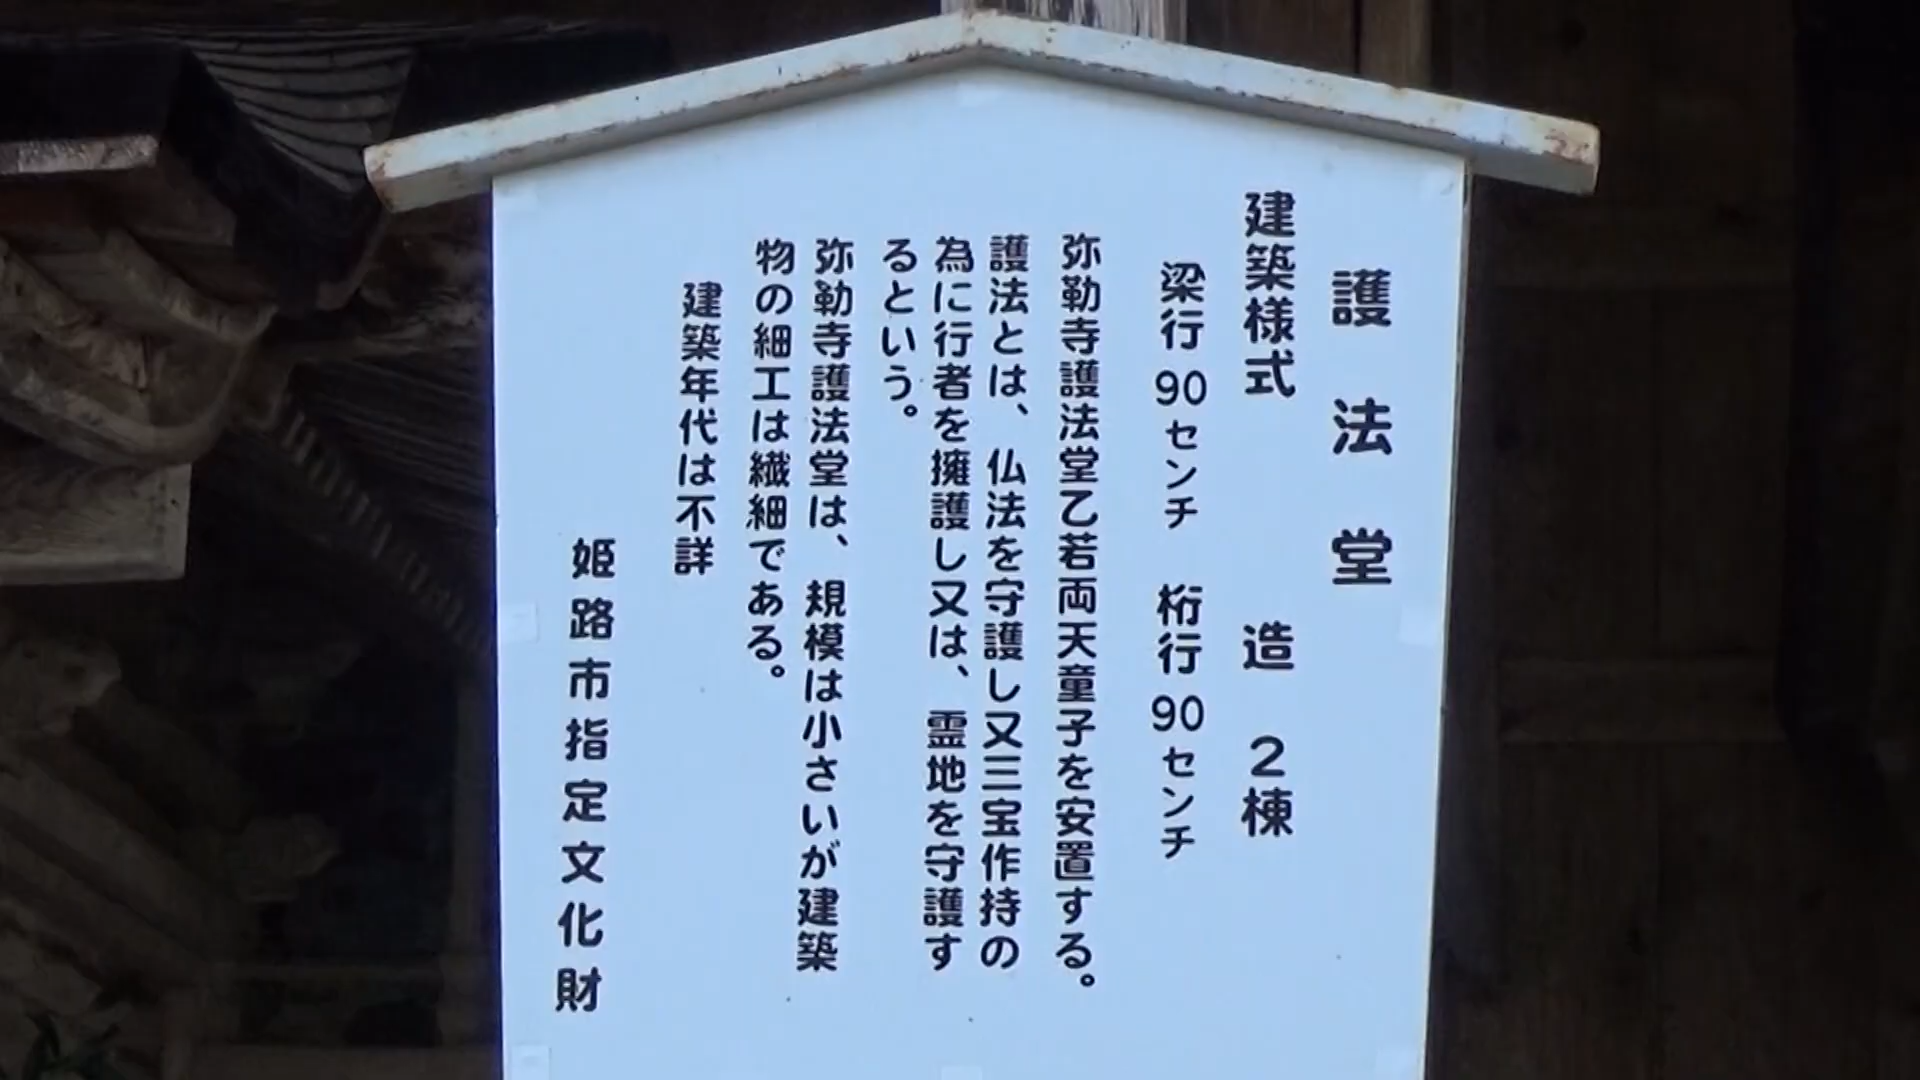 護法堂
建築様式　造　2棟
梁行90センチ　桁行90センチ
弥勒寺護法堂乙若両天童子を安置する。
護法とは、仏法を守護し又三宝作持の
為に行者を擁護し又は、霊地を守護す
るという。
弥勒寺護法堂は、規模は小さいが建築
物の細工は繊細である。
建築年代は不詳
姫路市指定文化財